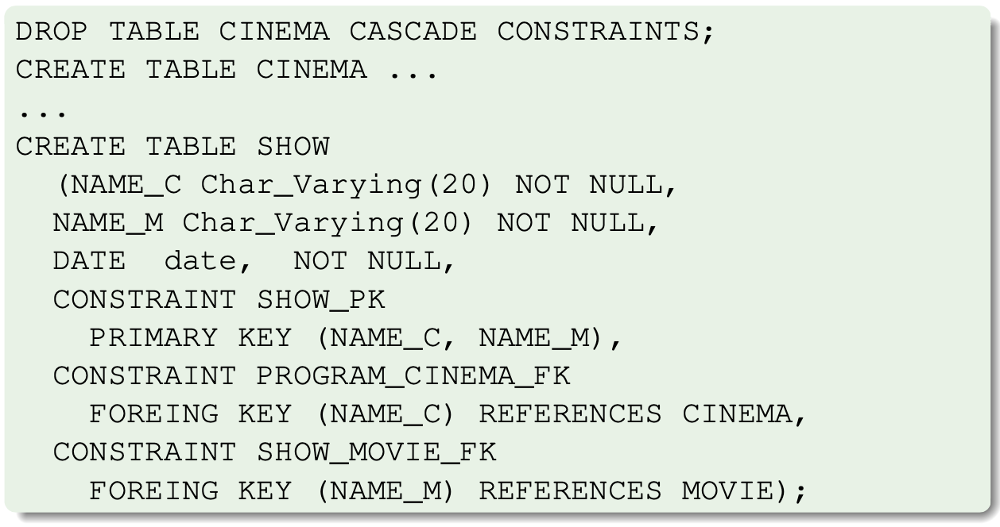 DROP TABLE CINEMA CASCADE CONSTRAINTS;
CREATE TABLE CINEMA ...
...
CREATE TABLE SHOW
(NAME_C Char_Varying(20) NOT NULL,
NAME_M Char_Varying(20) NOT NULL,
DATE date, NOT NULL,
CONSTRAINT SHOW_PK
PRIMARY KEY (NAME_C, NAME_M),
CONSTRAINT PROGRAM_CINEMA_FK
FOREING KEY (NAME_C) REFERENCES CINEMA,
CONSTRAINT SHOW_MOVIE_FK
FOREING KEY (NAME_M) REFERENCES MOVIE);